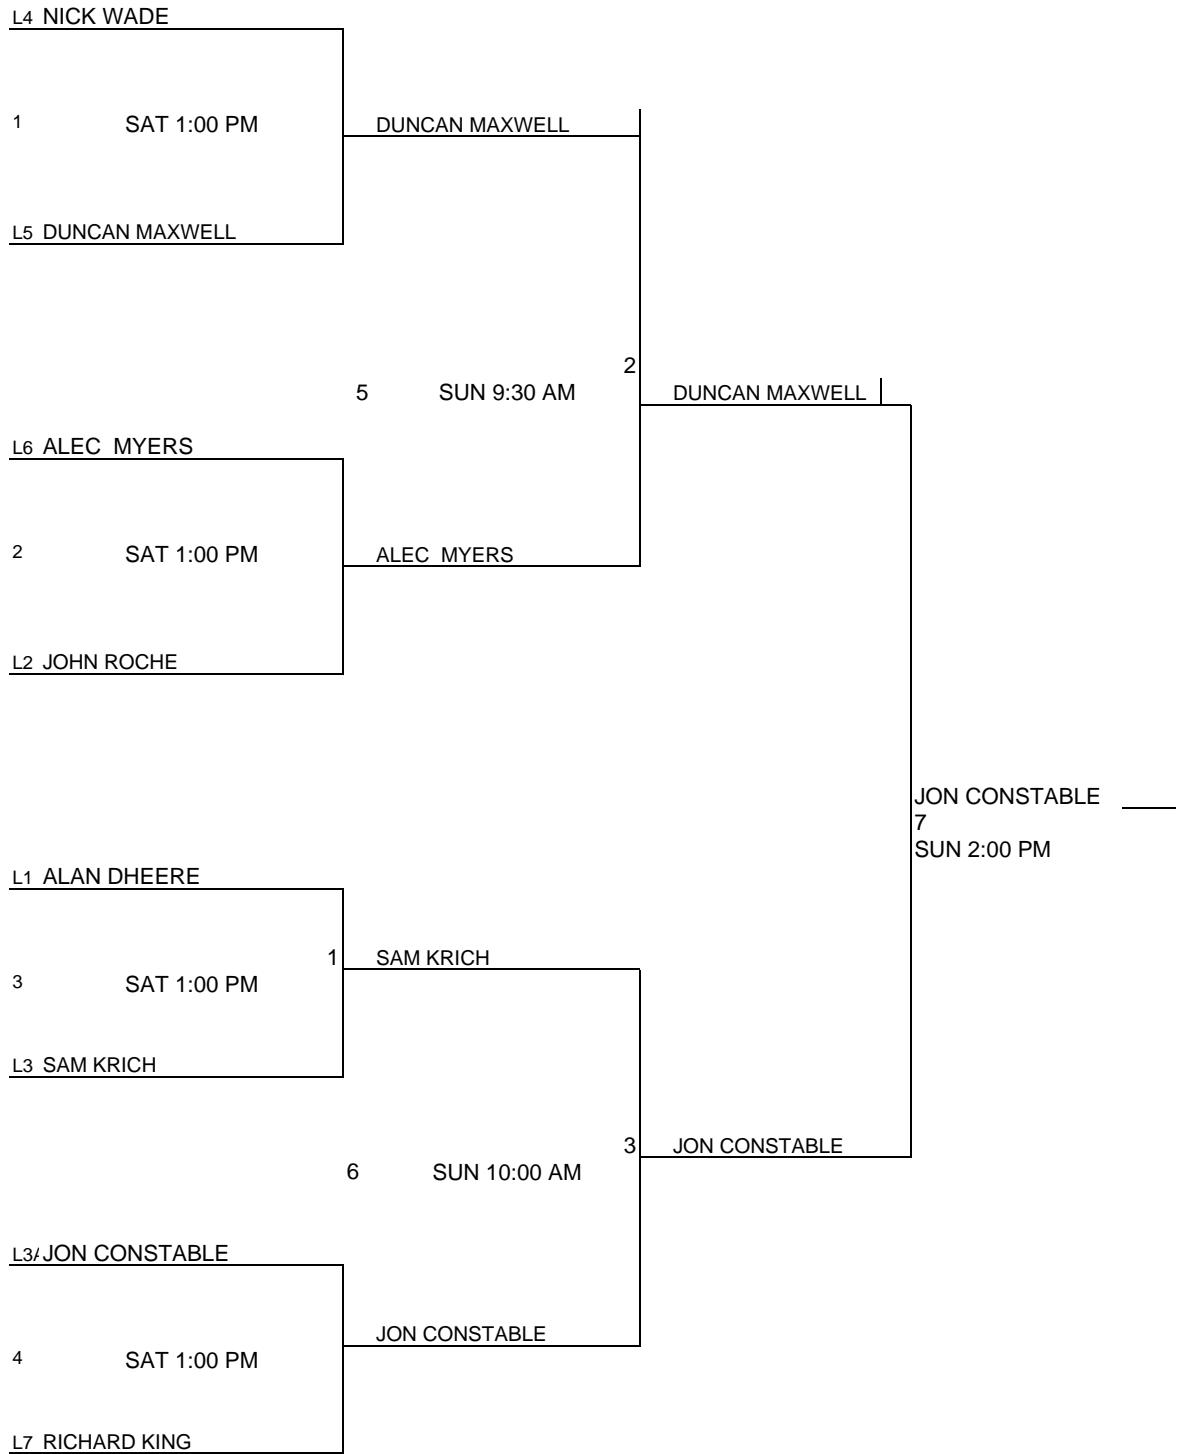 L4 NICK WADE
1 SAT 1:00 PM DUNCAN MAXWELL
L5 DUNCAN MAXWELL
2
5 SUN 9:30 AM DUNCAN MAXWELL
L6 ALEC MYERS
2 SAT 1:00 PM ALEC MYERS
L2 JOHN ROCHE
JON CONSTABLE
7
SUN 2:00 PM
L1 ALAN DHEERE
1 SAM KRICH
3 SAT 1:00 PM
L3 SAM KRICH
3 JON CONSTABLE
6 SUN 10:00 AM
L3A JON CONSTABLE
JON CONSTABLE
4 SAT 1:00 PM
L7 RICHARD KING